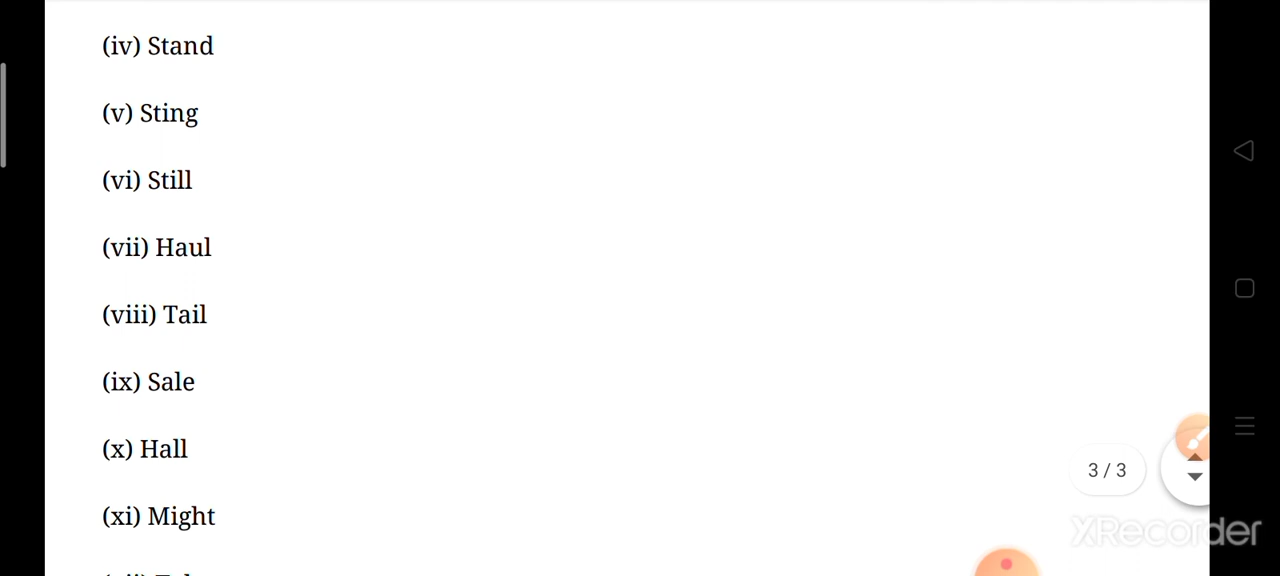 (iv) Stand
(v) Sting
(vi) Still
(vii) Haul
(viii) Tail
(ix) Sale
(x) Hall
3 / 3
(xi) Might
XRecorder